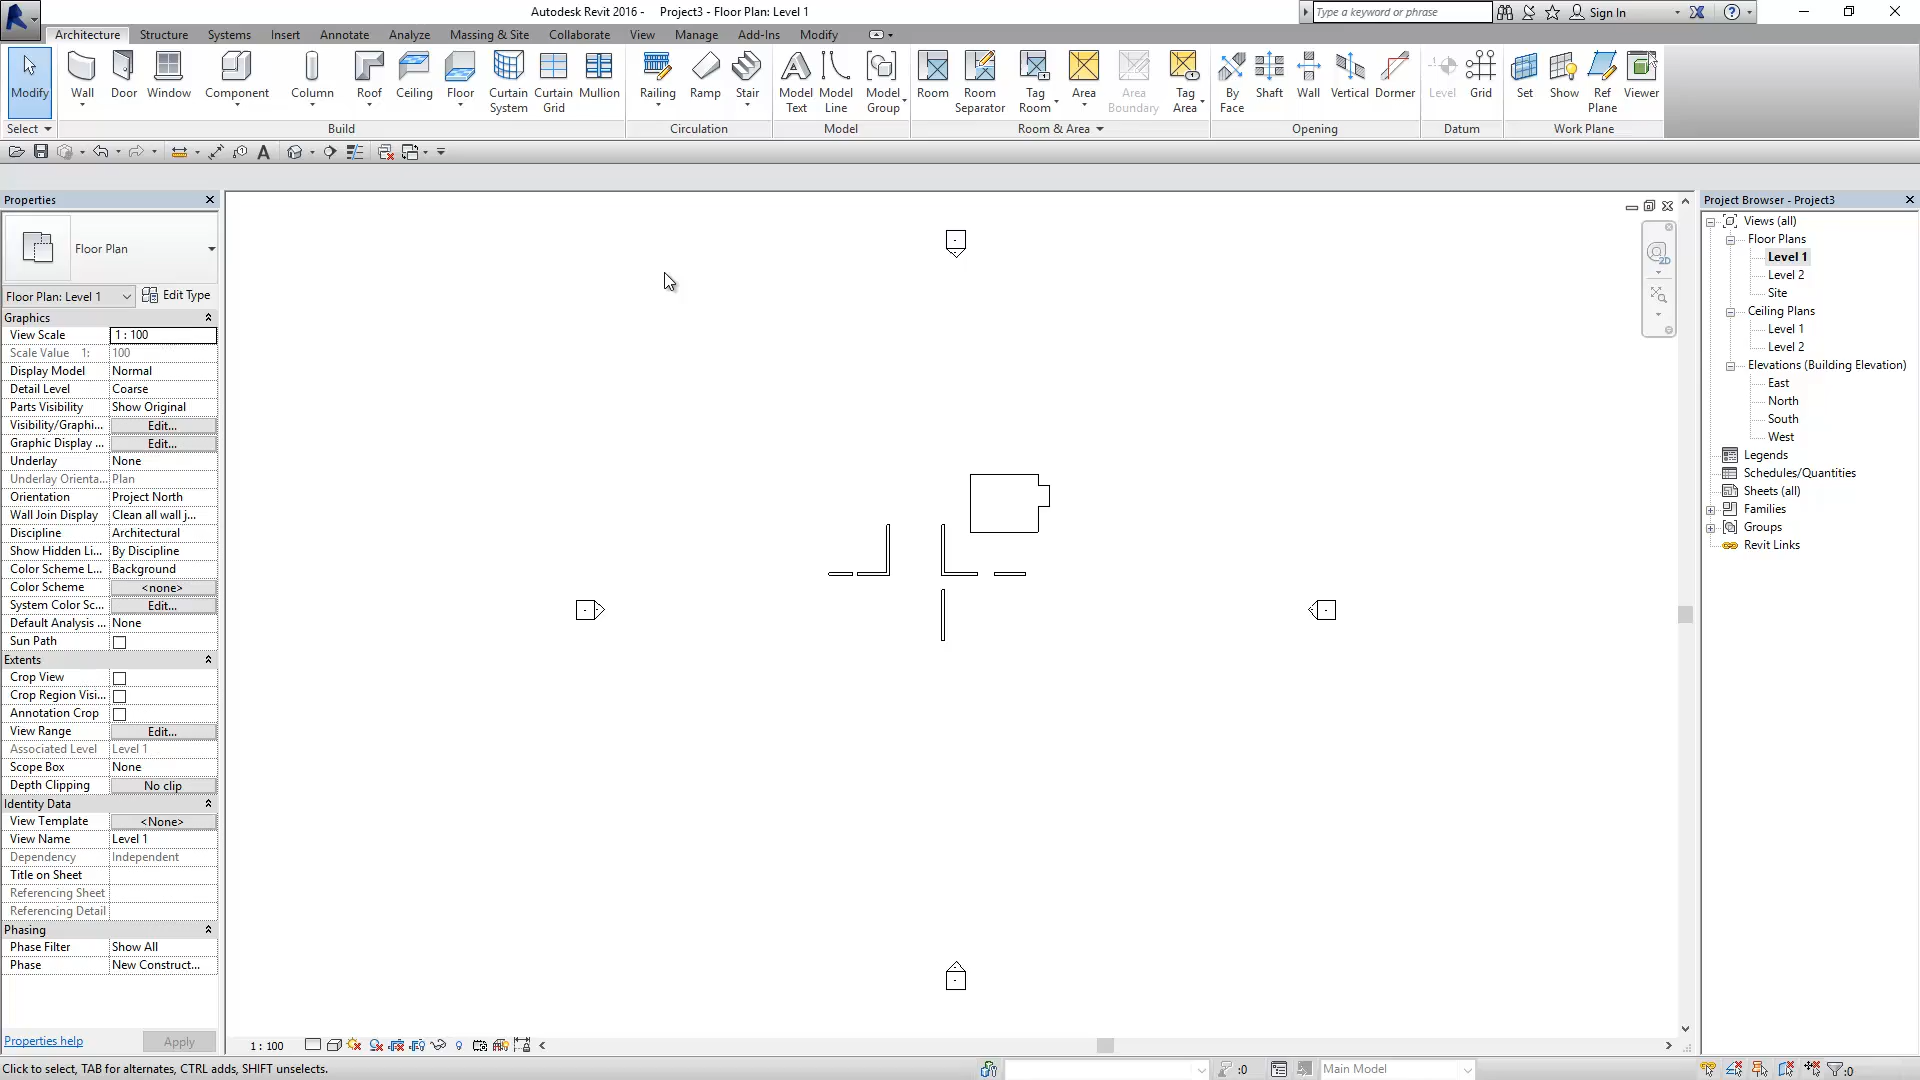 Autodesk Revit 2016 - Project3 - Floor Plan: Level 1
Type a keyword or phrase
Sign In
Architecture Structure Systems Insert Annotate Analyze Massing & Site Collaborate View Manage Add-Ins Modify
Modify Wall Door Window Component Column Roof Ceiling Floor Curtain System Curtain Grid Mullion Railing Ramp Stair Model Text Model Line Model Group Room Room Separator Tag Room Area Area Boundary Tag Area By Face Shaft Wall Vertical Dormer Level Grid Set Show Ref Plane Viewer
Select Build Circulation Model Room & Area Opening Datum Work Plane
Properties
Floor Plan
Floor Plan: Level 1 Edit Type
Graphics
View Scale 1 : 100
Scale Value 1: 100
Display Model Normal
Detail Level Coarse
Parts Visibility Show Original
Visibility/Graphi... Edit...
Graphic Display ... Edit...
Underlay None
Underlay Orienta... Plan
Orientation Project North
Wall Join Display Clean all wall j...
Discipline Architectural
Show Hidden Li... By Discipline
Color Scheme L... Background
Color Scheme <none>
System Color Sc... Edit...
Default Analysis ... None
Sun Path
Extents
Crop View
Crop Region Visi...
Annotation Crop
View Range Edit...
Associated Level Level 1
Scope Box None
Depth Clipping No clip
Identity Data
View Template <None>
View Name Level 1
Dependency Independent
Title on Sheet
Referencing Sheet
Referencing Detail
Phasing
Phase Filter Show All
Phase New Construct...
Properties help Apply
2D
1 : 100
Project Browser - Project3
Views (all)
Floor Plans
Level 1
Level 2
Site
Ceiling Plans
Level 1
Level 2
Elevations (Building Elevation)
East
North
South
West
Legends
Schedules/Quantities
Sheets (all)
Families
Groups
Revit Links
Click to select, TAB for alternates, CTRL adds, SHIFT unselects.
:0
Main Model
:0